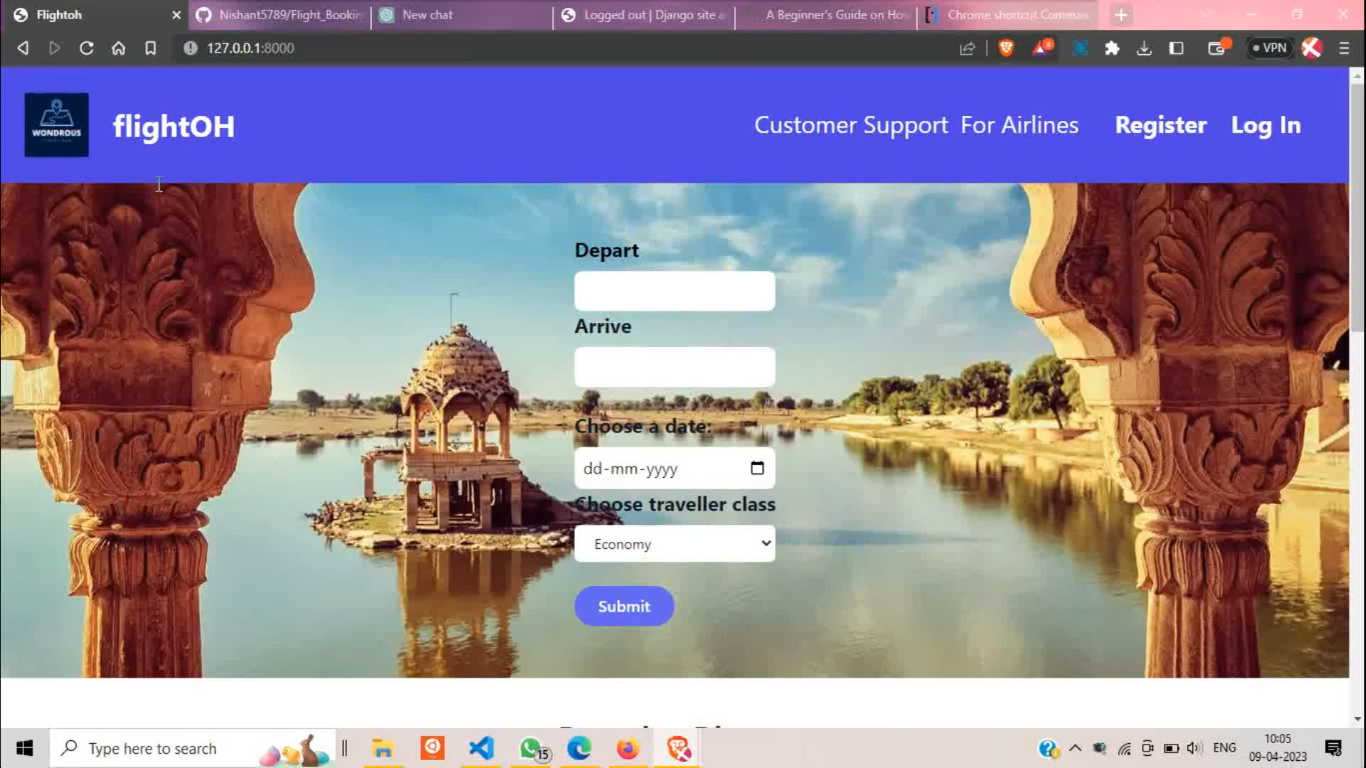 Flightoh
Nishant5789/Flight_Bookin
New chat
Logged out | Django site a
A Beginner's Guide on How
Chrome shortcut Comman
127.0.0.1:8000
VPN
WONDROUS
flightOH
Customer Support For Airlines Register Log In
Depart
Arrive
Choose a date:
dd-mm-yyyy
Choose traveller class
Economy
Submit
Type here to search
15
ENG
10:05
09-04-2023